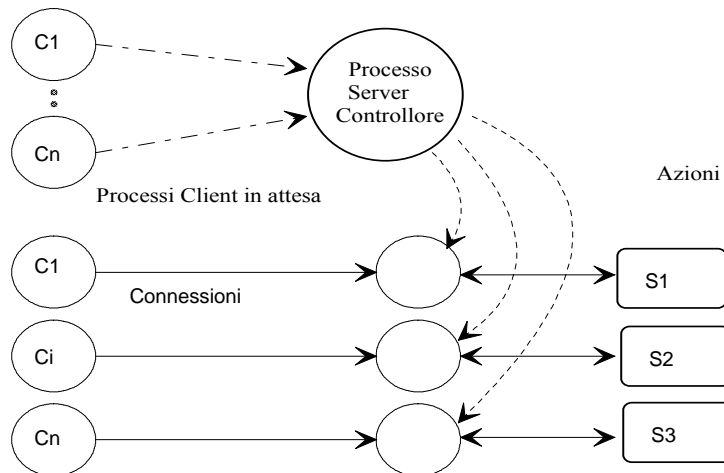 C1
Processo
Server
Controllore
Cn
Processi Client in attesa
Azioni
C1
Connessioni
S1
Ci
S2
Cn
S3